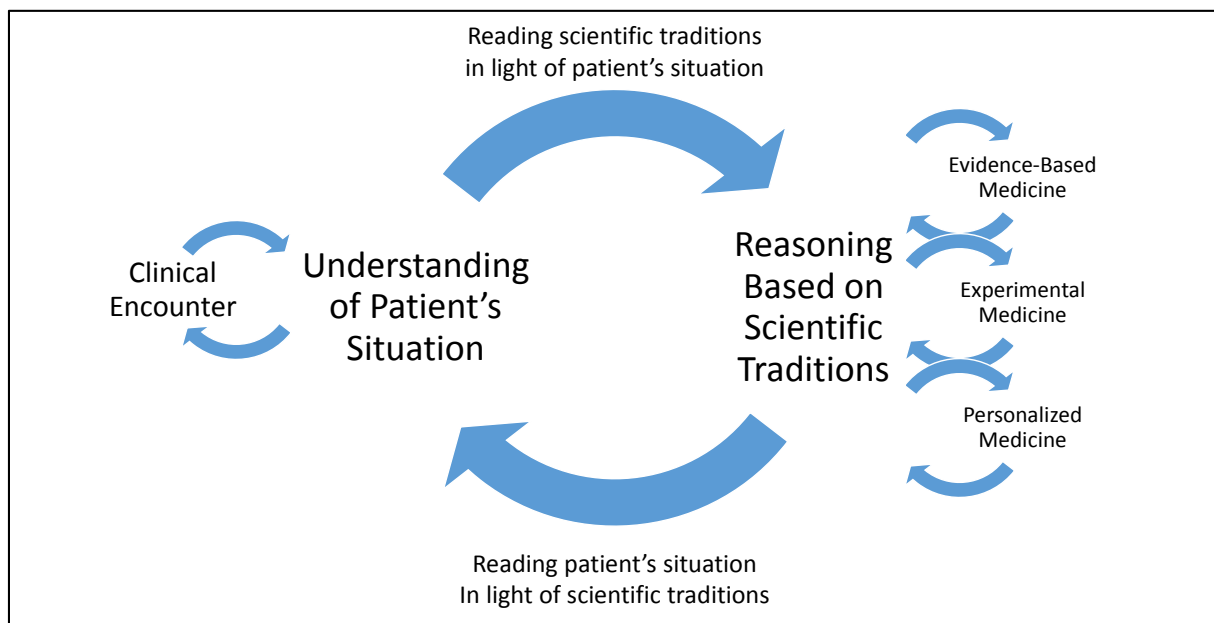 Reading scientific traditions
in light of patient's situation
Clinical
Encounter
Understanding
of Patient's
Situation
Reasoning
Based on
Scientific
Traditions
Evidence-Based
Medicine
Experimental
Medicine
Personalized
Medicine
Reading patient's situation
In light of scientific traditions